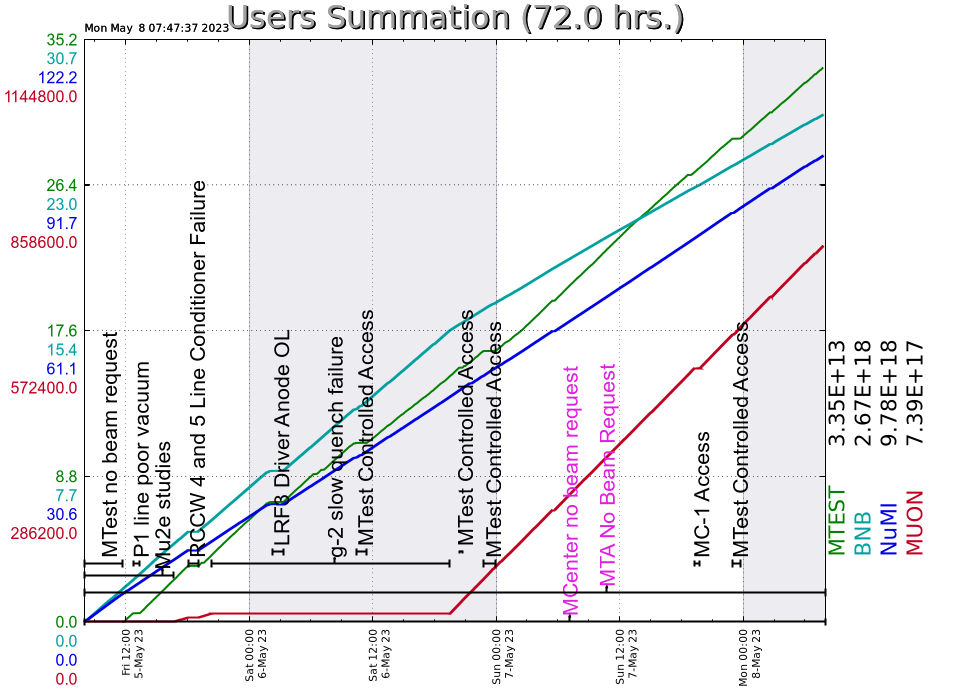 Users Summation (72.0 hrs.)
Mon May 8 07:47:37 2023
35.2
30.7
122.2
1144800.0
26.4
23.0
91.7
858600.0
17.6
15.4
61.1
572400.0
8.8
7.7
30.6
286200.0
0.0
0.0
0.0
0.0
MTest no beam request
P1 line poor vacuum
Mu2e studies
RCW 4 and 5 Line Conditioner Failure
LRF3 Driver Anode OL
g-2 slow quench failure
MTest Controlled Access
MTest Controlled Access
MTest Controlled Access
MCenter no beam request
MTA No Beam Request
MC-1 Access
MTest Controlled Access
Fri 12:00
5-May 23
Sat 00:00
6-May 23
Sat 12:00
6-May 23
Sun 00:00
7-May 23
Sun 12:00
7-May 23
Mon 00:00
8-May 23
MTEST 3.35E+13
BNB 2.67E+18
NuMI 9.78E+18
MUON 7.39E+17